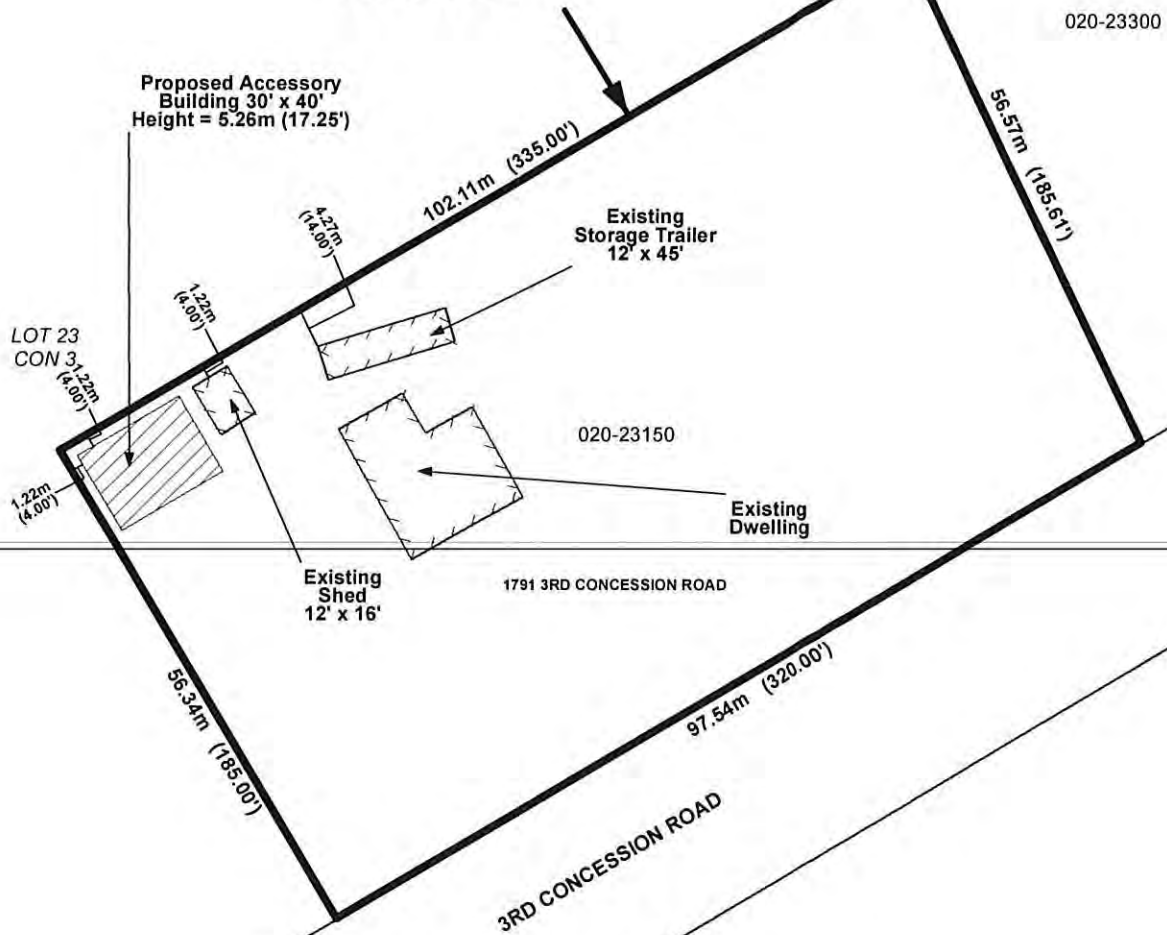 020-23300
Proposed Accessory
Building 30' x 40'
Height = 5.26m (17.25')
56.57m (185.61')
102.11m (335.00')
4.27m
(14.00')
Existing
Storage Trailer
12' x 45'
1.22m
(4.00')
LOT 23
CON 3
1.22m
(4.00')
020-23150
1.22m
(4.00')
Existing
Dwelling
Existing
Shed
12' x 16'
1791 3RD CONCESSION ROAD
56.34m (185.00')
97.54m (320.00')
3RD CONCESSION ROAD